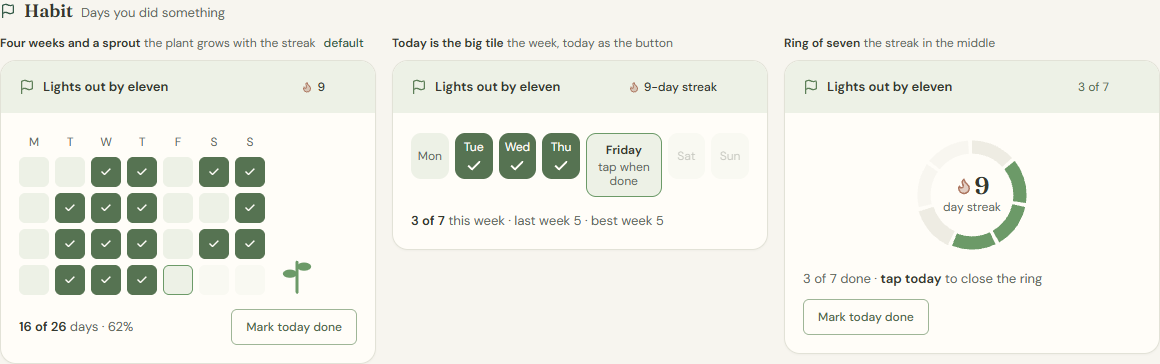 Habit Days you did something
Four weeks and a sprout the plant grows with the streak default
Lights out by eleven 9
M T W T F S S
16 of 26 days · 62%
Mark today done
Today is the big tile the week, today as the button
Lights out by eleven 9-day streak
Mon Tue Wed Thu Friday Sat Sun
tap when
done
3 of 7 this week · last week 5 · best week 5
Ring of seven the streak in the middle
Lights out by eleven 3 of 7
9
day streak
3 of 7 done · tap today to close the ring
Mark today done